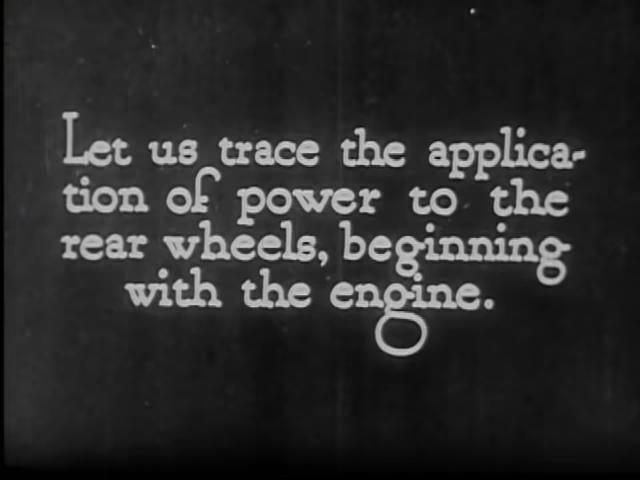 Let us trace the applica-
tion of power to the
rear wheels, beginning
with the engine.